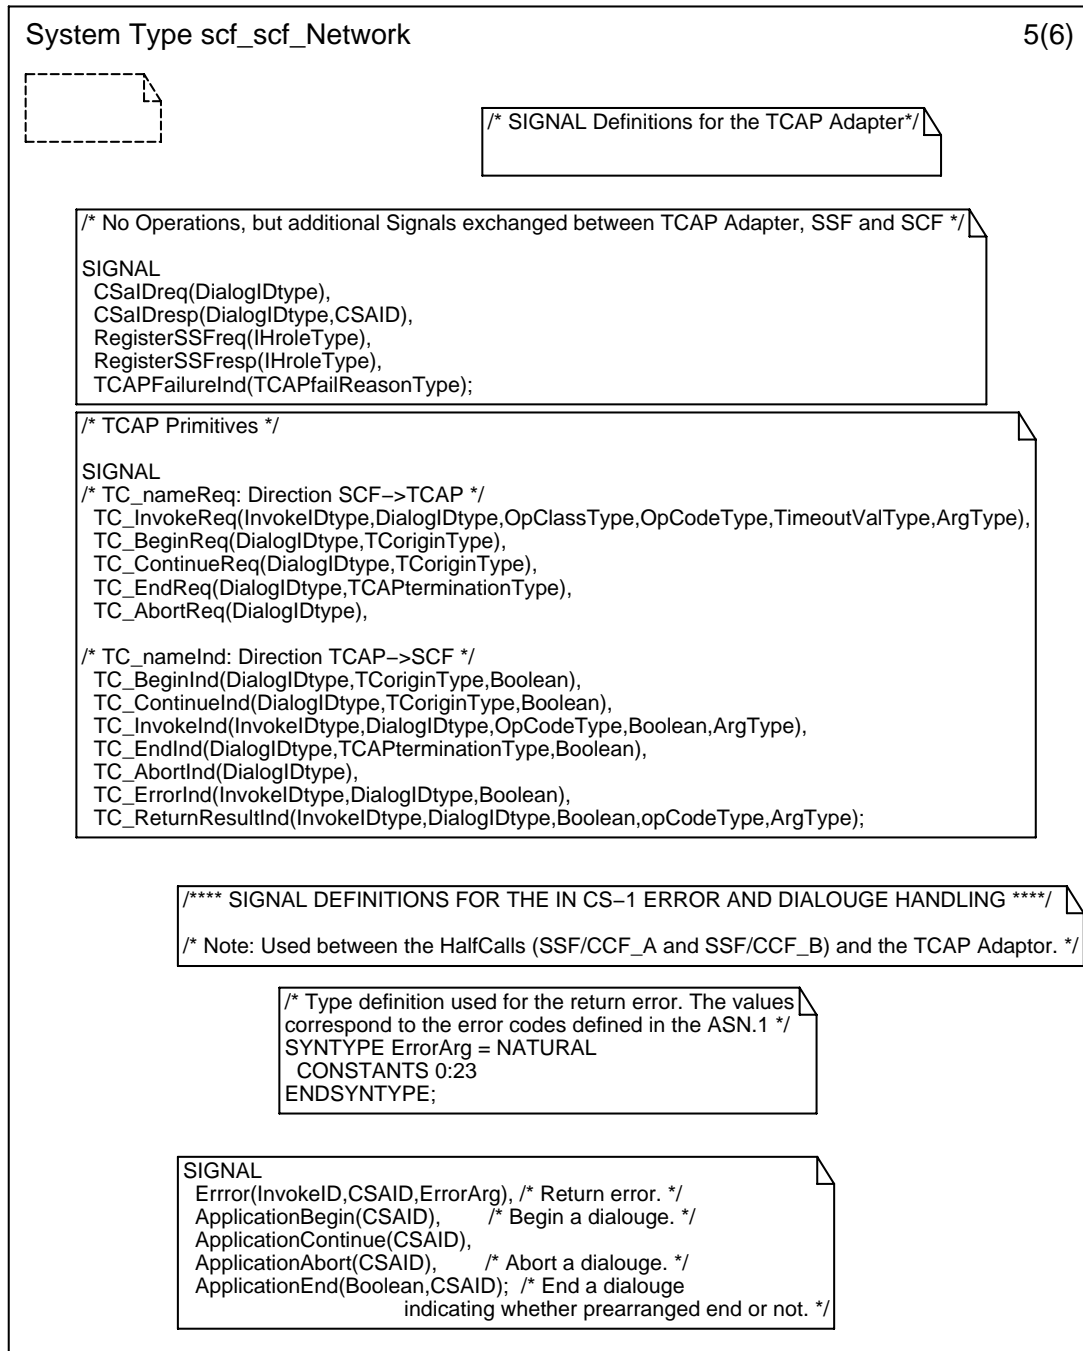 System Type scf_scf_Network 5(6)
/* SIGNAL Definitions for the TCAP Adapter*/
/* No Operations, but additional Signals exchanged between TCAP Adapter, SSF and SCF */
SIGNAL
CSaIDreq(DialogIDtype),
CSaIDresp(DialogIDtype,CSAID),
RegisterSSFreq(IHroleType),
RegisterSSFresp(IHroleType),
TCAPFailureInd(TCAPfailReasonType);
/* TCAP Primitives */
SIGNAL
/* TC_nameReq: Direction SCF−>TCAP */
TC_InvokeReq(InvokeIDtype,DialogIDtype,OpClassType,OpCodeType,TimeoutValType,ArgType),
TC_BeginReq(DialogIDtype,TCoriginType),
TC_ContinueReq(DialogIDtype,TCoriginType),
TC_EndReq(DialogIDtype,TCAPterminationType),
TC_AbortReq(DialogIDtype),
/* TC_nameInd: Direction TCAP−>SCF */
TC_BeginInd(DialogIDtype,TCoriginType,Boolean),
TC_ContinueInd(DialogIDtype,TCoriginType,Boolean),
TC_InvokeInd(InvokeIDtype,DialogIDtype,OpCodeType,Boolean,ArgType),
TC_EndInd(DialogIDtype,TCAPterminationType,Boolean),
TC_AbortInd(DialogIDtype),
TC_ErrorInd(InvokeIDtype,DialogIDtype,Boolean),
TC_ReturnResultInd(InvokeIDtype,DialogIDtype,Boolean,opCodeType,ArgType);
/**** SIGNAL DEFINITIONS FOR THE IN CS−1 ERROR AND DIALOUGE HANDLING ****/
/* Note: Used between the HalfCalls (SSF/CCF_A and SSF/CCF_B) and the TCAP Adaptor. */
/* Type definition used for the return error. The values
correspond to the error codes defined in the ASN.1 */
SYNTYPE ErrorArg = NATURAL
CONSTANTS 0:23
ENDSYNTYPE;
SIGNAL
Errror(InvokeID,CSAID,ErrorArg), /* Return error. */
ApplicationBegin(CSAID), /* Begin a dialouge. */
ApplicationContinue(CSAID),
ApplicationAbort(CSAID), /* Abort a dialouge. */
ApplicationEnd(Boolean,CSAID); /* End a dialouge
indicating whether prearranged end or not. */